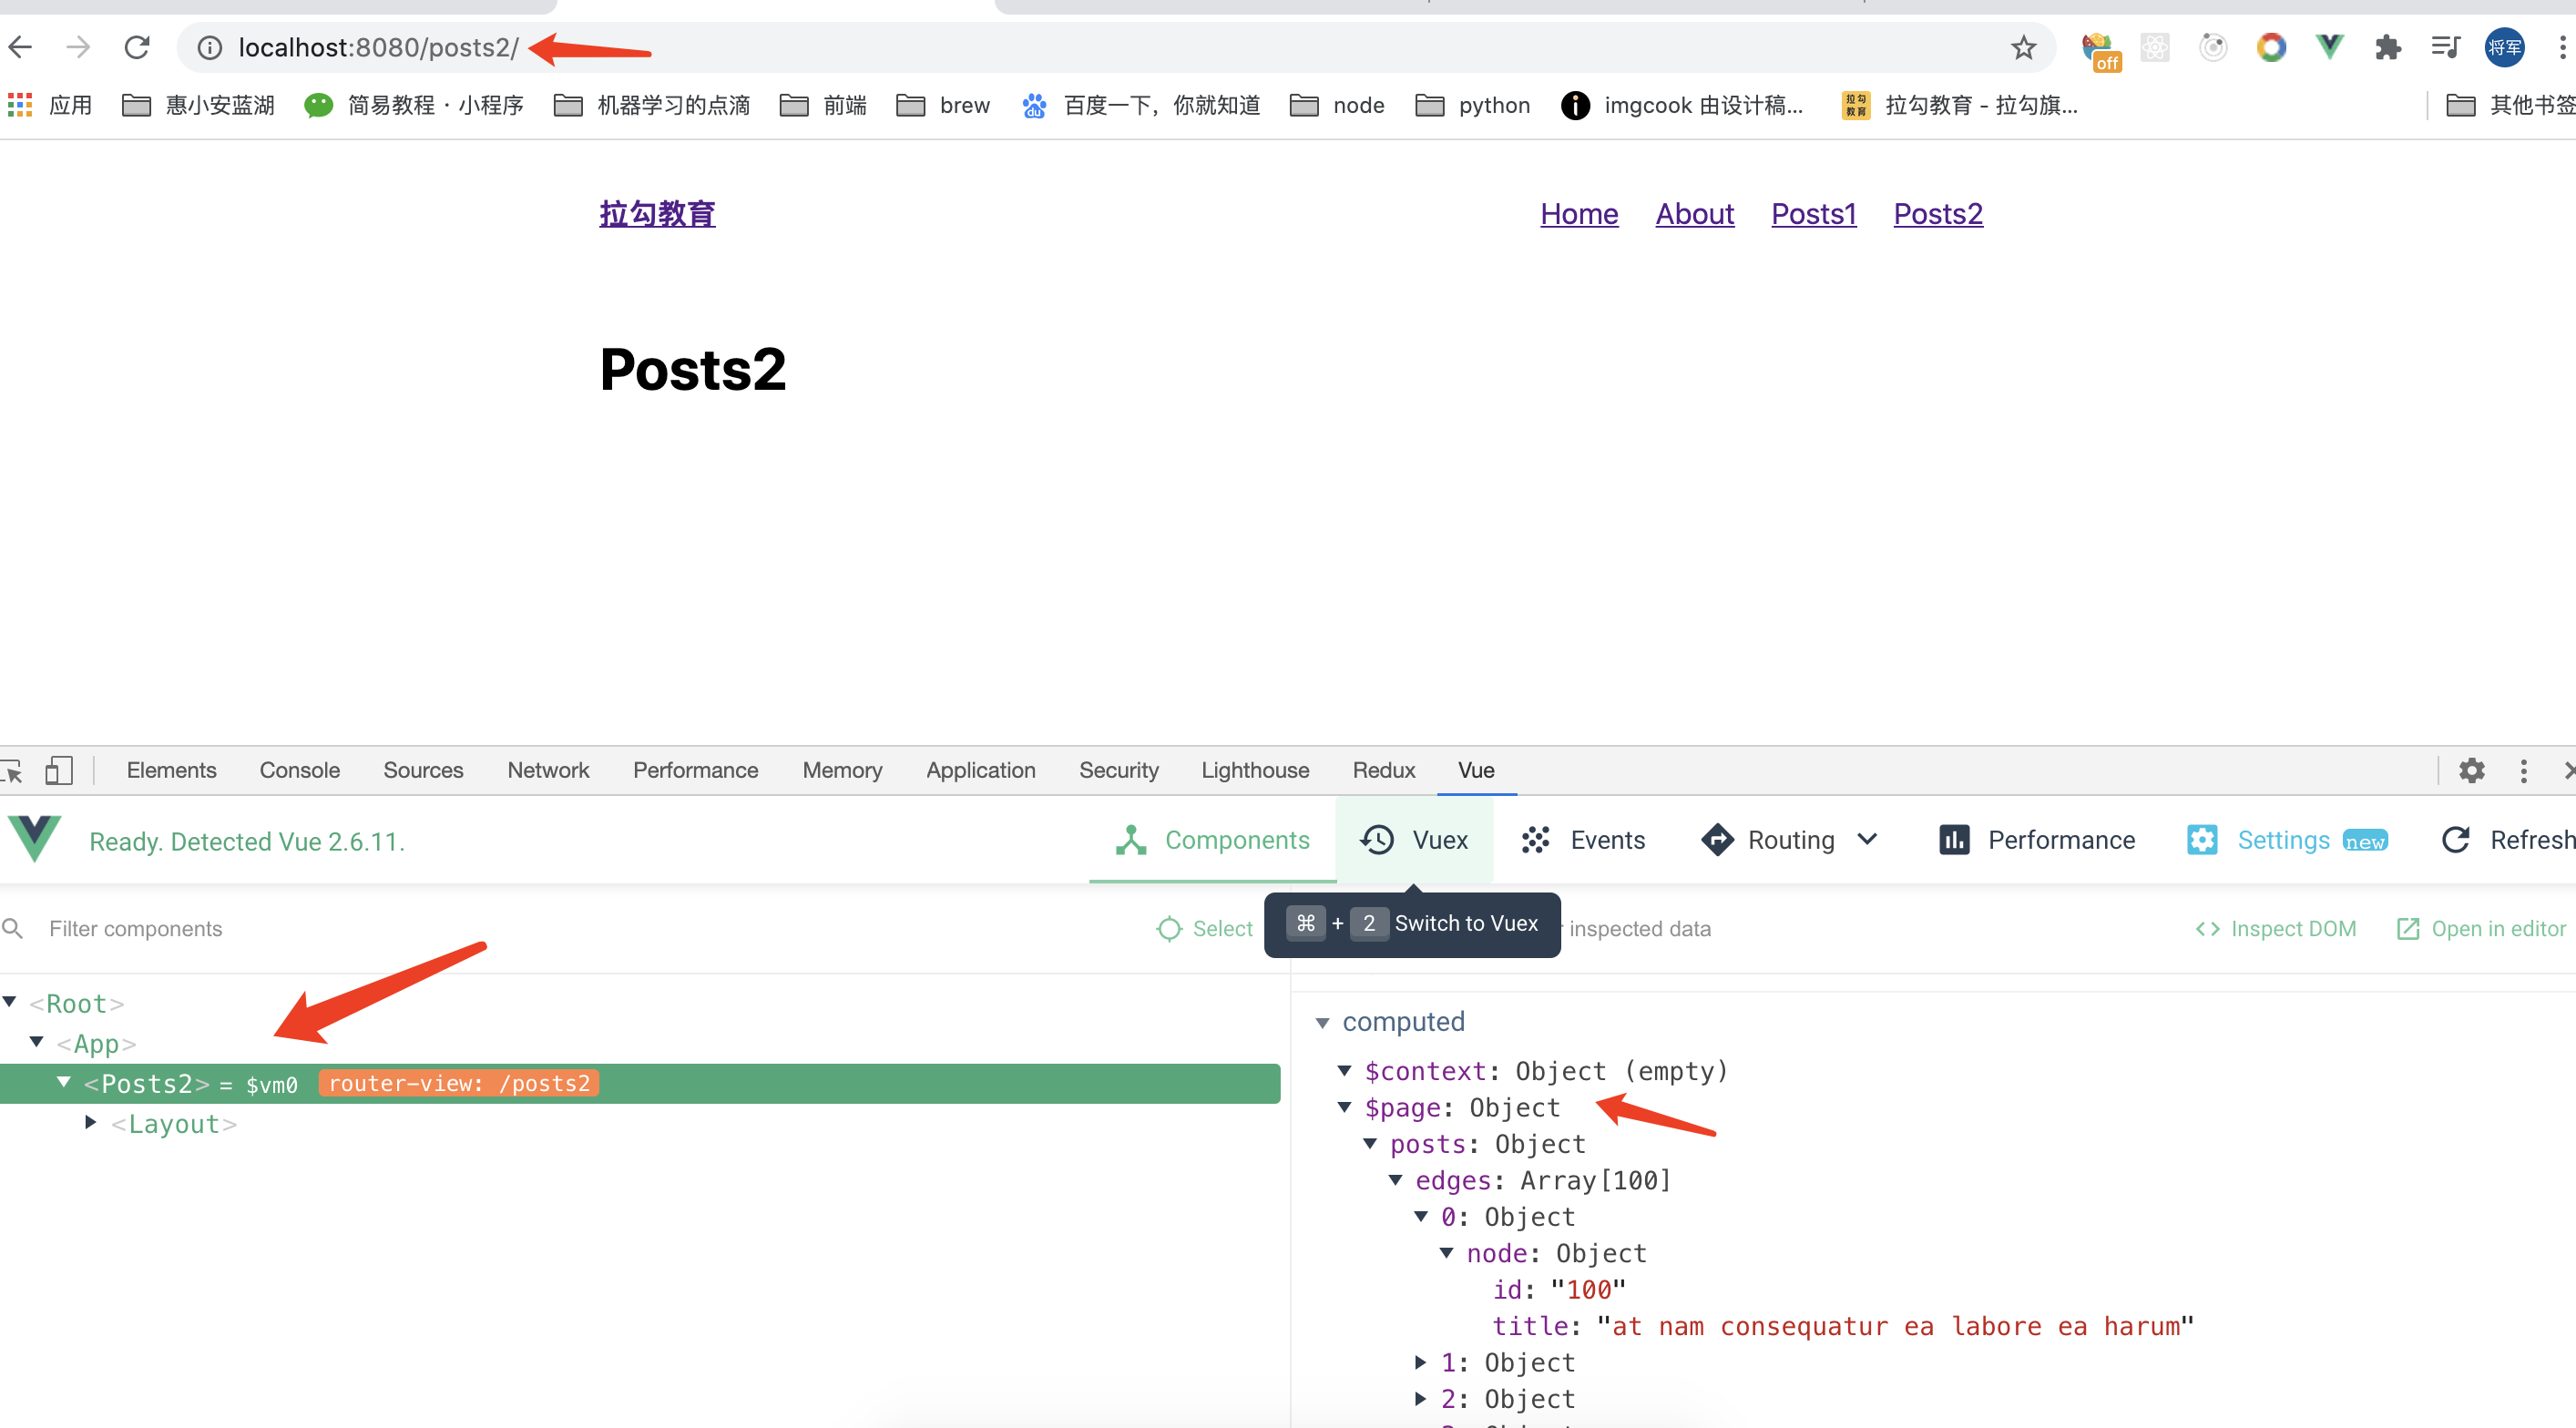 localhost:8080/posts2/
off
将军
应用 惠小安蓝湖 简易教程 · 小程序 机器学习的点滴 前端 brew du 百度一下，你就知道 node python imgcook 由设计稿... 拉勾教育 拉勾教育 - 拉勾旗... 其他书签
拉勾教育 Home About Posts1 Posts2
Posts2
Elements Console Sources Network Performance Memory Application Security Lighthouse Redux Vue
Ready. Detected Vue 2.6.11. Components Vuex Events Routing Performance Settings new Refresh
Filter components Select ⌘ + 2 Switch to Vuex inspected data Inspect DOM Open in editor
<Root>
<App>
<Posts2> = $vm0 router-view: /posts2
<Layout>
computed
$context: Object (empty)
$page: Object
posts: Object
edges: Array[100]
0: Object
node: Object
id: "100"
title: "at nam consequatur ea labore ea harum"
1: Object
2: Object